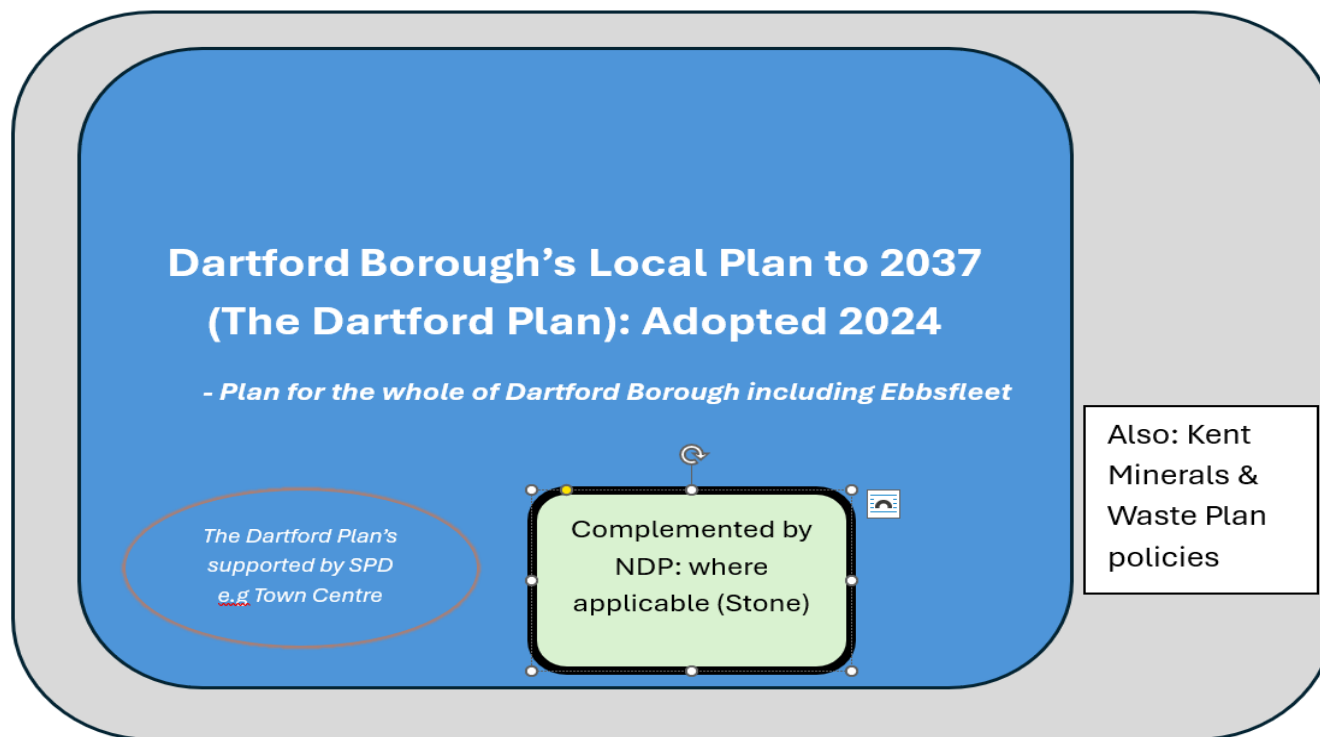 Dartford Borough’s Local Plan to 2037
(The Dartford Plan): Adopted 2024
- Plan for the whole of Dartford Borough including Ebbsfleet
The Dartford Plan’s
supported by SPD
e.g Town Centre
Complemented by
NDP: where
applicable (Stone)
Also: Kent
Minerals &
Waste Plan
policies